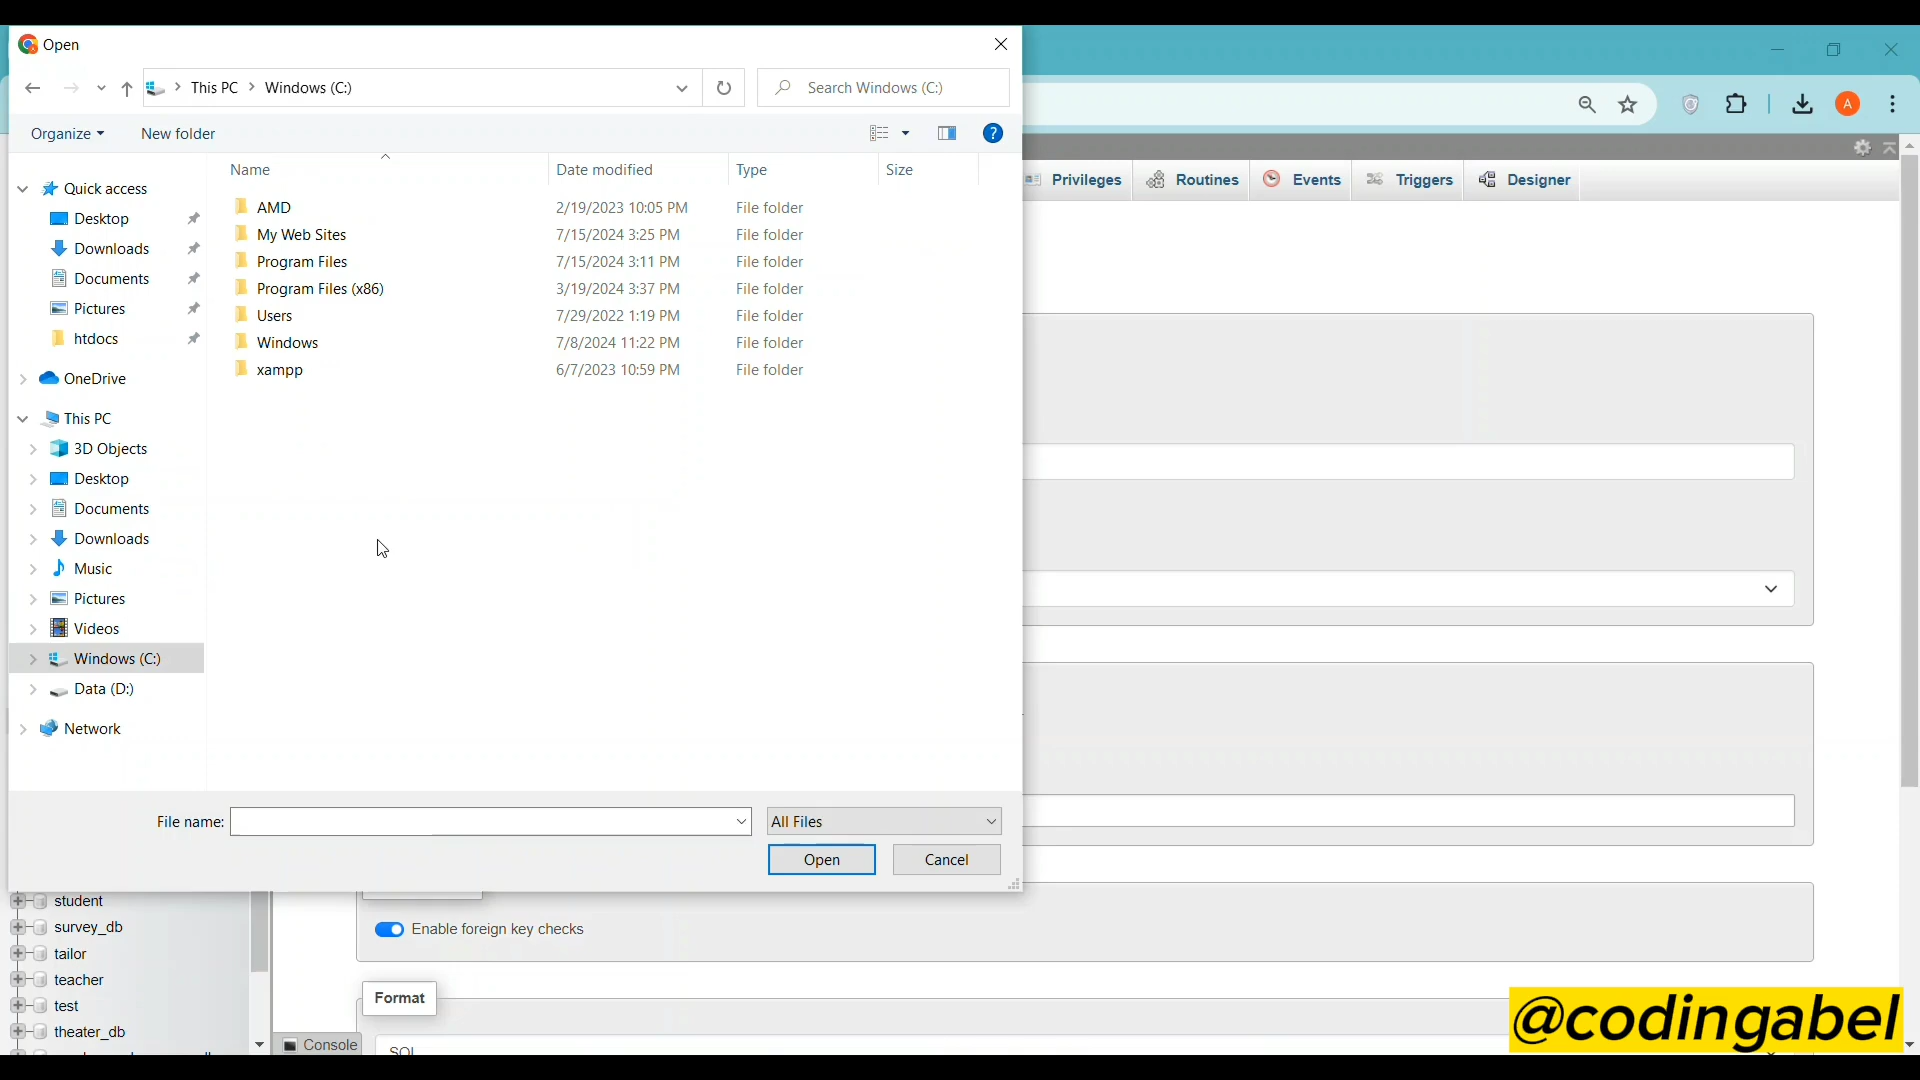 Open
This PC > Windows (C:)
Search Windows (C:)
Organize
New folder
Name
Date modified
Type
Size
Quick access
Desktop
Downloads
Documents
Pictures
htdocs
OneDrive
This PC
3D Objects
Desktop
Documents
Downloads
Music
Pictures
Videos
Windows (C:)
Data (D:)
Network
AMD 2/19/2023 10:05 PM File folder
My Web Sites 7/15/2024 3:25 PM File folder
Program Files 7/15/2024 3:11 PM File folder
Program Files (x86) 3/19/2024 3:37 PM File folder
Users 7/29/2022 1:19 PM File folder
Windows 7/8/2024 11:22 PM File folder
xampp 6/7/2023 10:59 PM File folder
File name:
All Files
Open
Cancel
A
Privileges
Routines
Events
Triggers
Designer
student
survey_db
tailor
teacher
test
theater_db
Enable foreign key checks
Format
Console
SQL
@codingabel